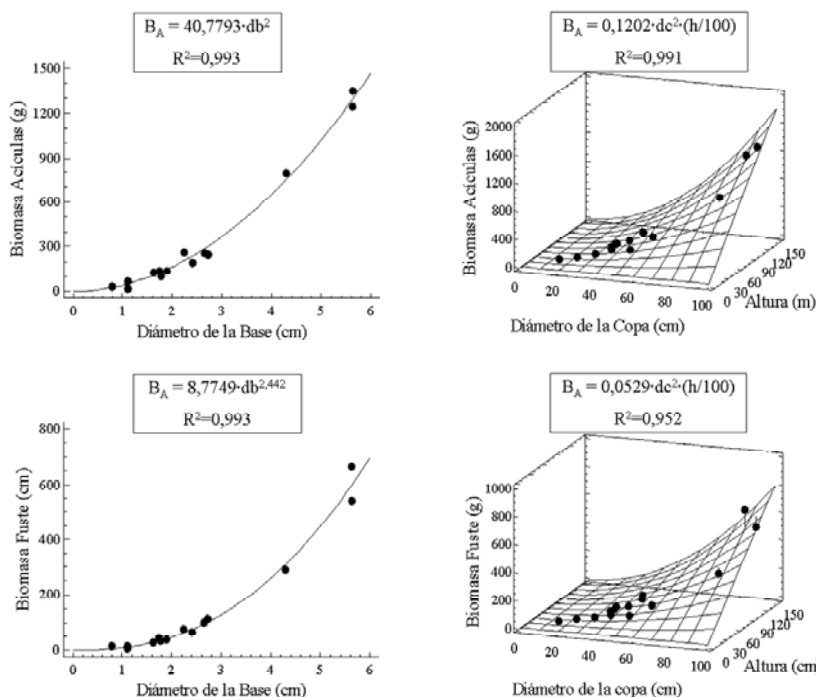 B_A = 40,7793·db²
R²=0,993
1500
1200
900
600
300
0
Biomasa Acículas (g)
0 1 2 3 4 5 6
Diámetro de la Base (cm)
B_A = 0,1202·dc²·(h/100)
R²=0,991
2000
1600
1200
800
400
0
Biomasa Acículas (g)
0 20 40 60 80 100
Diámetro de la Copa (cm)
0 30 60 90 120 150
Altura (m)
B_A = 8,7749·db²,⁴⁴²
R²=0,993
800
600
400
200
0
Biomasa Fuste (cm)
0 1 2 3 4 5 6
Diámetro de la Base (cm)
B_A = 0,0529·dc²·(h/100)
R²=0,952
1000
800
600
400
200
0
Biomasa Fuste (g)
0 20 40 60 80 100
Diámetro de la copa (cm)
0 30 60 90 120 150
Altura (cm)